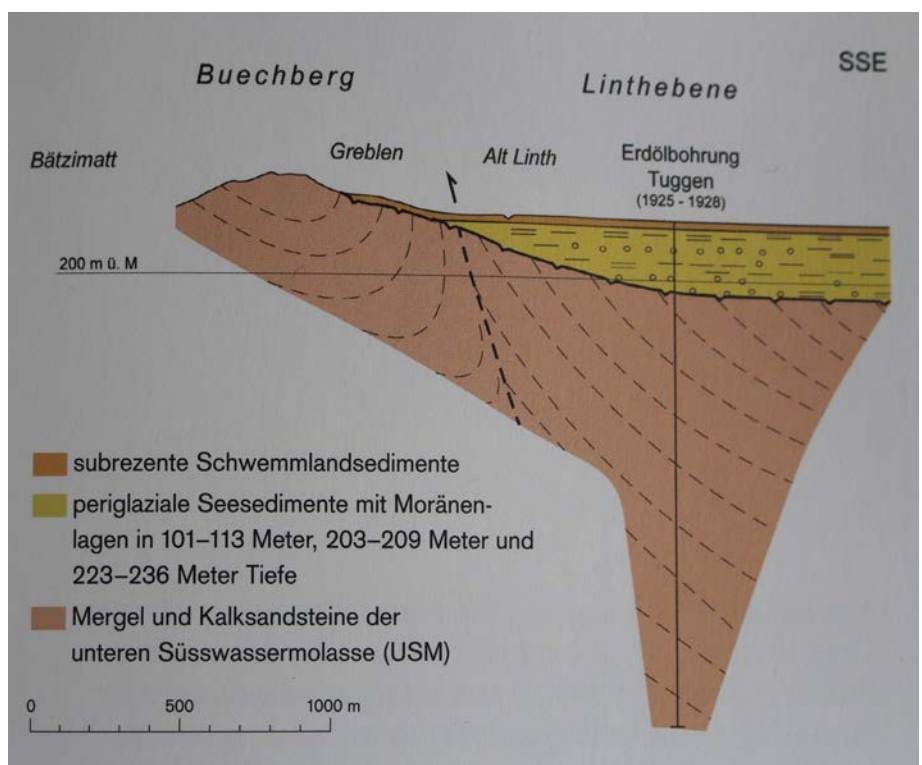 SSE
Buechberg
Linthebene
Bätzimatt
Greblen
Alt Linth
Erdölbohrung
Tuggen
(1925 - 1928)
200 m ü. M
subrezente Schwemmlandsedimente
periglaziale Seesedimente mit Moränen-
lagen in 101–113 Meter, 203–209 Meter und
223–236 Meter Tiefe
Mergel und Kalksandsteine der
unteren Süsswassermolasse (USM)
0 500 1000 m